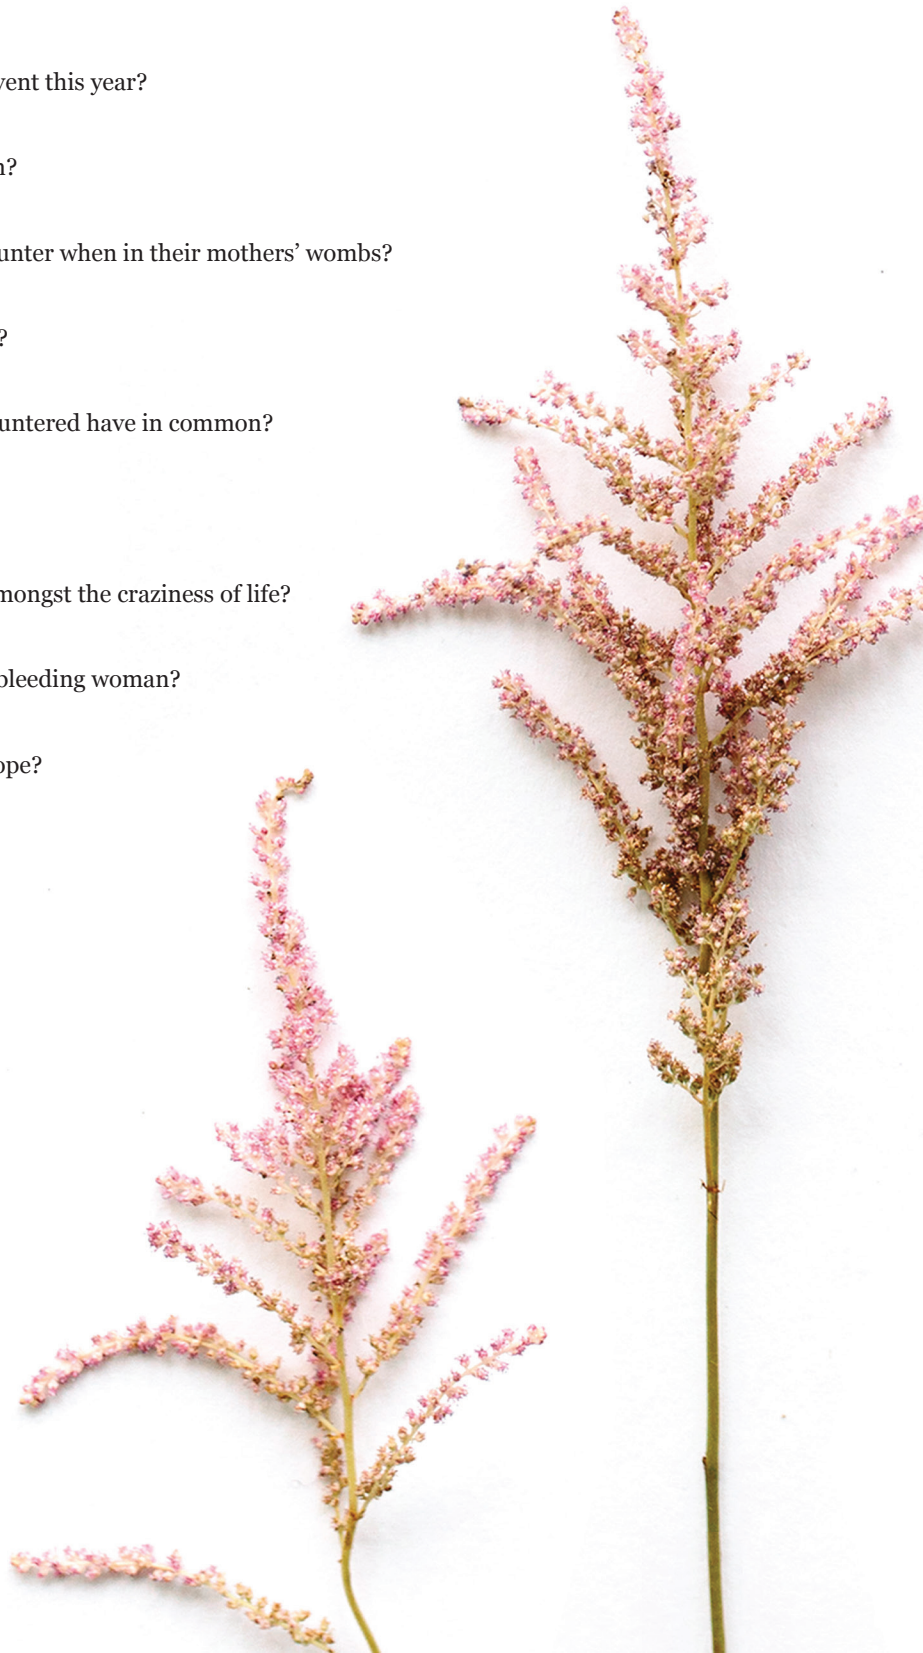 vent this year?
n?
unter when in their mothers’ wombs?
?
untered have in common?
mongst the craziness of life?
bleeding woman?
ope?